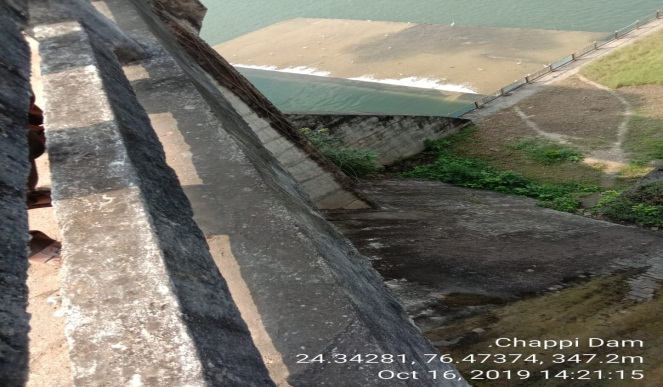 ,Chappi Dam
24.34281, 76.47374, 347.2m
Oct 16, 2019 14:21:15